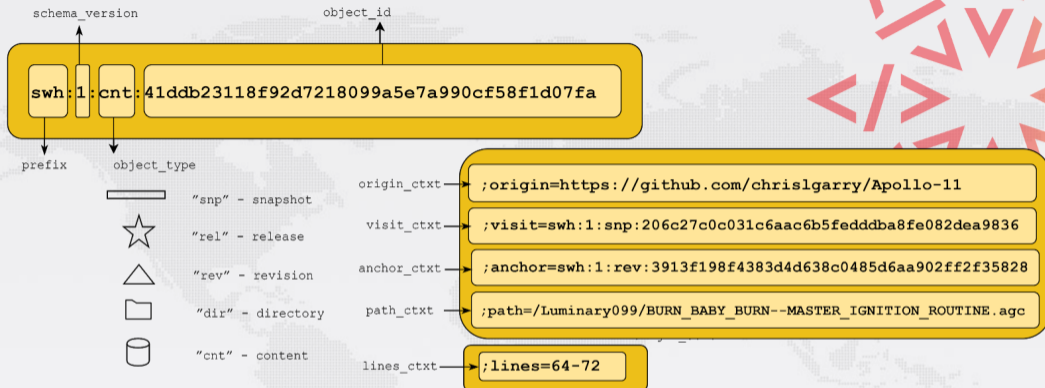 schema_version
object_id
swh:1:cnt:41ddb23118f92d7218099a5e7a990cf58f1d07fa
prefix
object_type
"snp" - snapshot
"rel" - release
"rev" - revision
"dir" - directory
"cnt" - content
origin_ctxt
;origin=https://github.com/chrislgarry/Apollo-11
visit_ctxt
;visit=swh:1:snp:206c27c0c031c6aac6b5fedddba8fe082dea9836
anchor_ctxt
;anchor=swh:1:rev:3913f198f4383d4d638c0485d6aa902ff2f35828
path_ctxt
;path=/Luminary099/BURN_BABY_BURN--MASTER_IGNITION_ROUTINE.agc
lines_ctxt
;lines=64-72